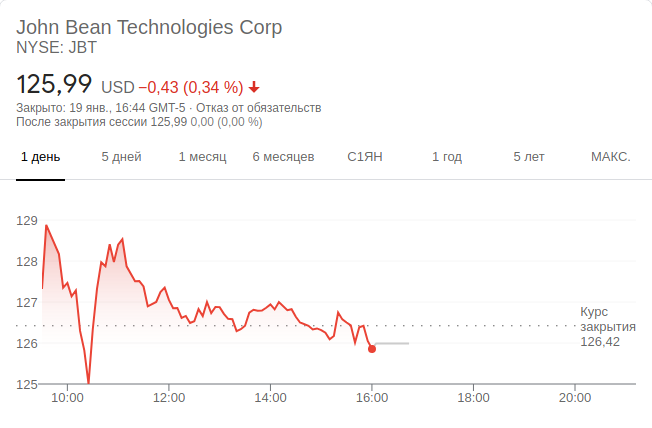 John Bean Technologies Corp
NYSE: JBT
125,99 USD −0,43 (0,34 %)
Закрыто: 19 янв., 16:44 GMT-5 · Отказ от обязательств
После закрытия сессии 125,99 0,00 (0,00 %)
1 день 5 дней 1 месяц 6 месяцев С1ЯН 1 год 5 лет МАКС.
129
128
127
126
125
Курс
закрытия
126,42
10:00 12:00 14:00 16:00 18:00 20:00